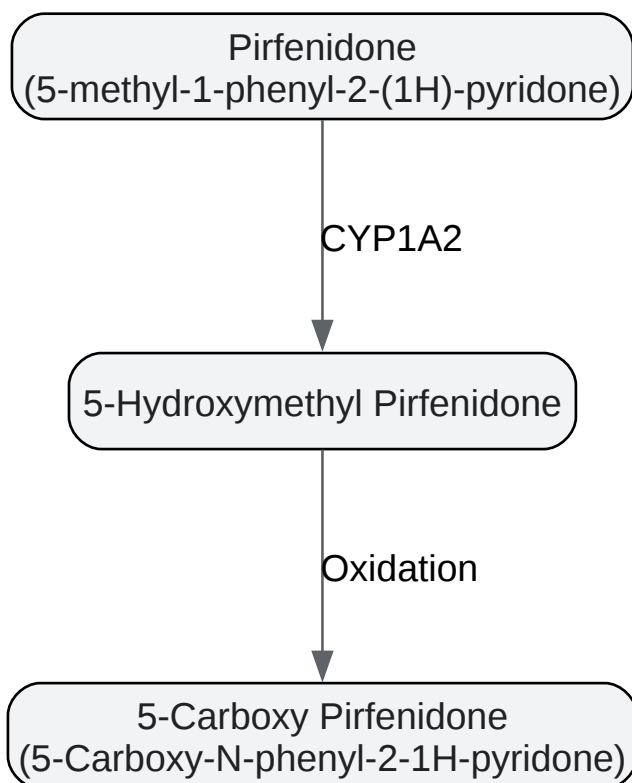 Pirfenidone
(5-methyl-1-phenyl-2-(1H)-pyridone)
CYP1A2
5-Hydroxymethyl Pirfenidone
Oxidation
5-Carboxy Pirfenidone
(5-Carboxy-N-phenyl-2-1H-pyridone)